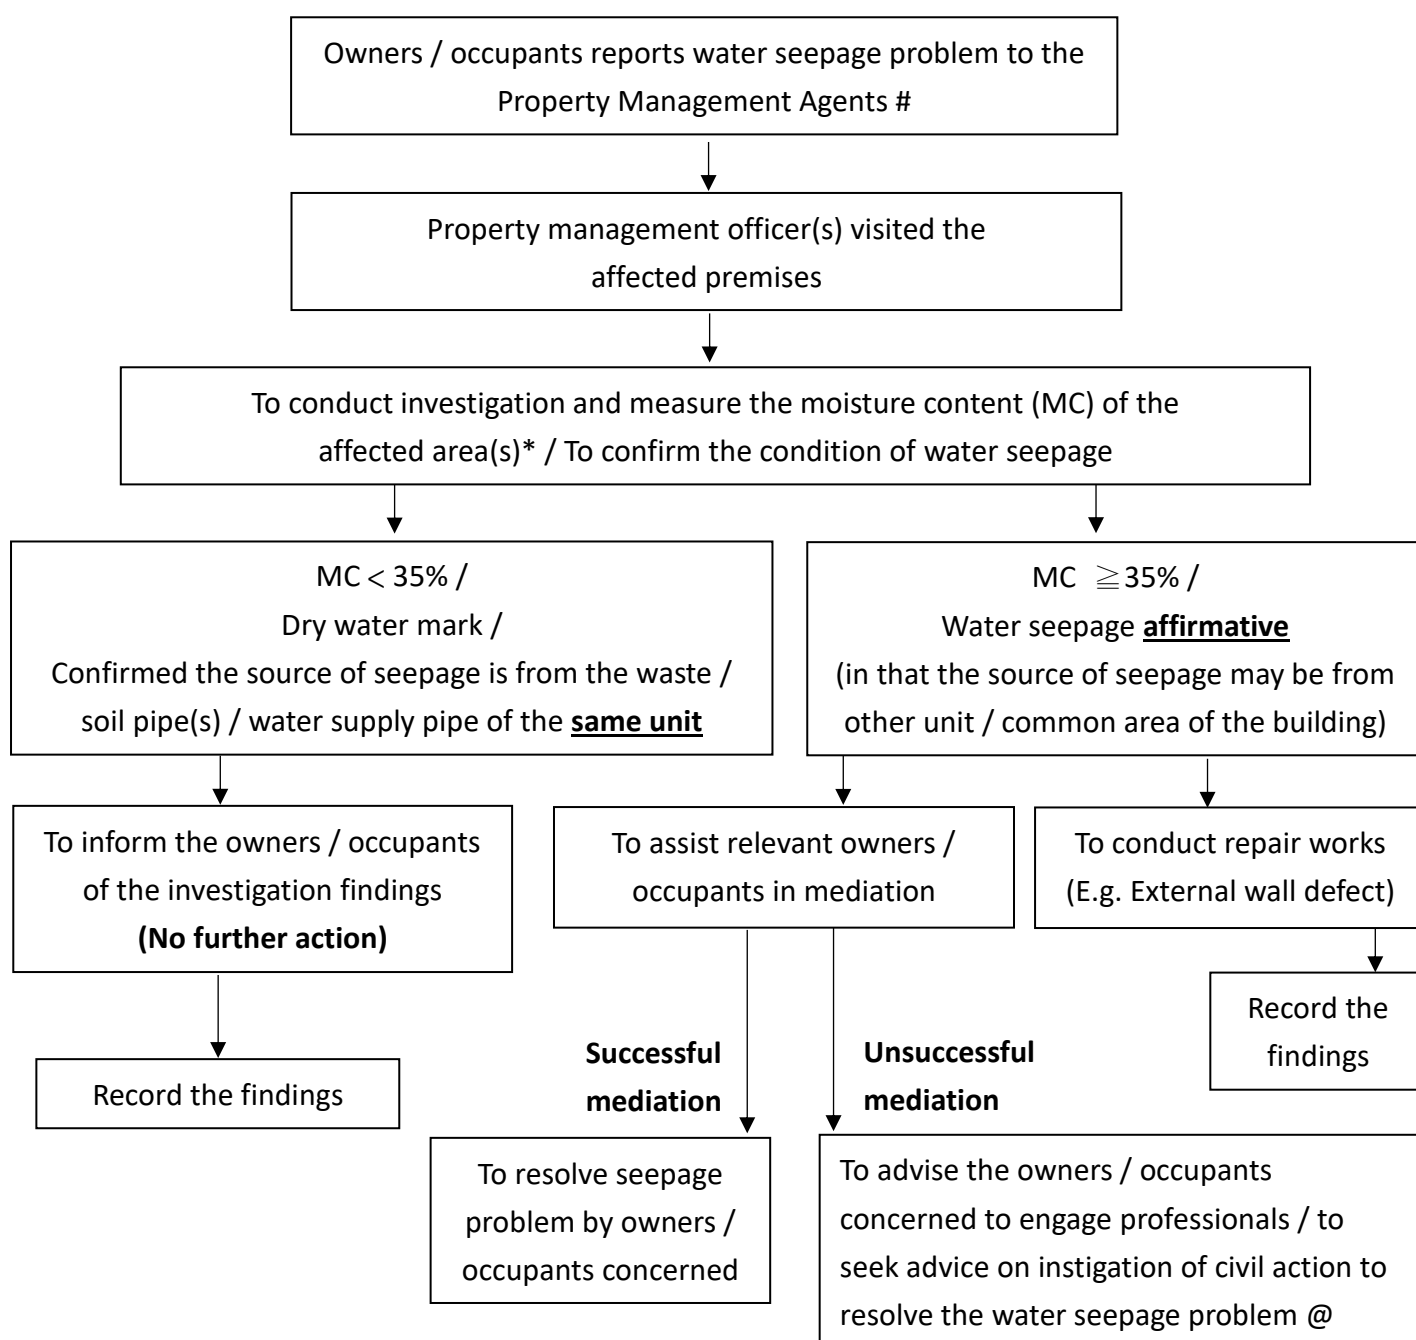 Owners / occupants reports water seepage problem to the
Property Management Agents #
Property management officer(s) visited the
affected premises
To conduct investigation and measure the moisture content (MC) of the
affected area(s)* / To confirm the condition of water seepage
MC < 35% /
Dry water mark /
Confirmed the source of seepage is from the waste /
soil pipe(s) / water supply pipe of the same unit
MC ≧35% /
Water seepage affirmative
(in that the source of seepage may be from
other unit / common area of the building)
To inform the owners / occupants
of the investigation findings
(No further action)
To assist relevant owners /
occupants in mediation
To conduct repair works
(E.g. External wall defect)
Record the findings
Successful
mediation
Unsuccessful
mediation
Record the
findings
To resolve seepage
problem by owners /
occupants concerned
To advise the owners / occupants
concerned to engage professionals / to
seek advice on instigation of civil action to
resolve the water seepage problem @